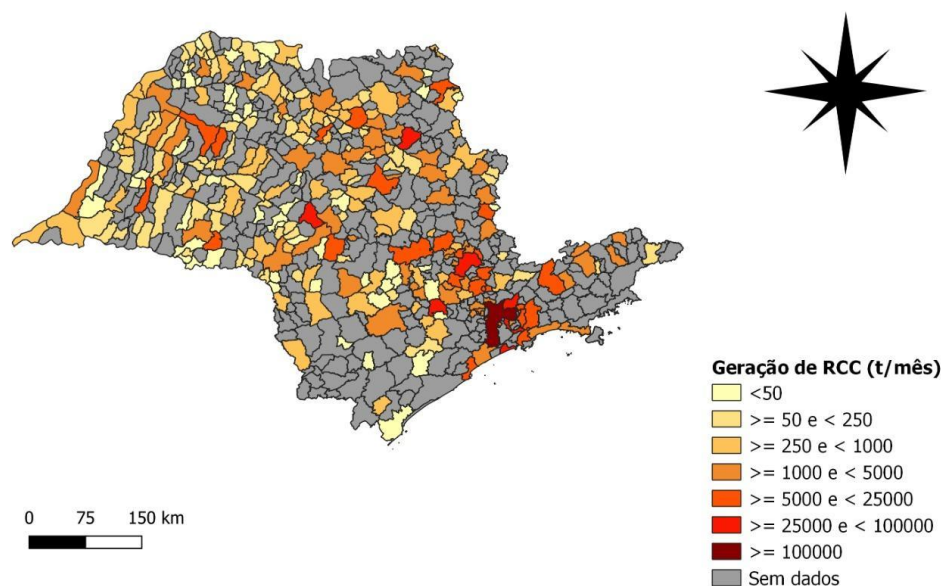 Geração de RCC (t/mês)
<50
>= 50 e < 250
>= 250 e < 1000
>= 1000 e < 5000
>= 5000 e < 25000
>= 25000 e < 100000
>= 100000
Sem dados
0 75 150 km